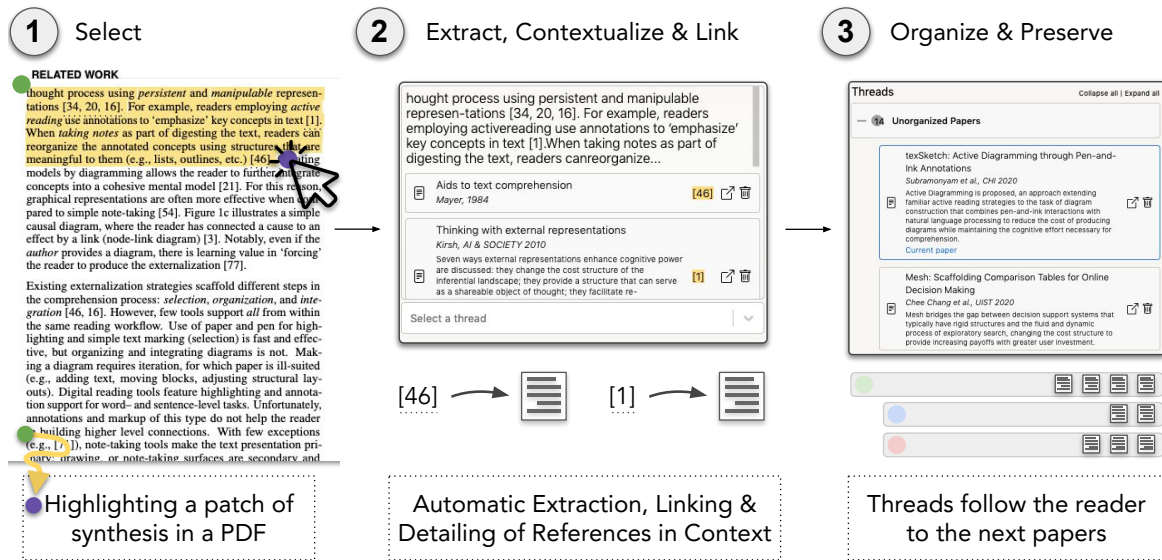 1 Select
2 Extract, Contextualize & Link
3 Organize & Preserve
RELATED WORK
thought process using persistent and manipulable represen-
tations [34, 20, 16]. For example, readers employing active
reading use annotations to 'emphasize' key concepts in text [1].
When taking notes as part of digesting the text, readers can
reorganize the annotated concepts using structures that are
meaningful to them (e.g., lists, outlines, etc.) [46].
models by diagramming allows the reader to further integrate
concepts into a cohesive mental model [21]. For this reason,
graphical representations are often more effective when com-
pared to simple note-taking [54]. Figure 1c illustrates a simple
causal diagram, where the reader has connected a cause to an
effect by a link (node-link diagram) [3]. Notably, even if the
author provides a diagram, there is learning value in 'forcing'
the reader to produce the externalization [77].
Existing externalization strategies scaffold different steps in
the comprehension process: selection, organization, and inte-
gration [46, 16]. However, few tools support all from within
the same reading workflow. Use of paper and pen for high-
lighting and simple text marking (selection) is fast and effec-
tive, but organizing and integrating diagrams is not. Mak-
ing a diagram requires iteration, for which paper is ill-suited
(e.g., adding text, moving blocks, adjusting structural lay-
outs). Digital reading tools feature highlighting and annota-
tion support for word– and sentence-level tasks. Unfortunately,
annotations and markup of this type do not help the reader
building higher level connections. With few exceptions
(e.g., ), note-taking tools make the text presentation pri-
mary: drawing, or note-taking surfaces are secondary and
Highlighting a patch of
synthesis in a PDF
hought process using persistent and manipulable
represen-tations [34, 20, 16]. For example, readers
employing activereading use annotations to 'emphasize'
key concepts in text [1].When taking notes as part of
digesting the text, readers canreorganize...
Aids to text comprehension
Mayer, 1984
[46]
Thinking with external representations
Kirsh, AI & SOCIETY 2010
Seven ways external representations enhance cognitive power
are discussed: they change the cost structure of the
inferential landscape; they provide a structure that can serve
as a shareable object of thought; they facilitate re-
[1]
Select a thread
[46] [1]
Automatic Extraction, Linking &
Detailing of References in Context
Threads Collapse all | Expand all
14 Unorganized Papers
texSketch: Active Diagramming through Pen-and-
Ink Annotations
Subramonyam et al., CHI 2020
Active Diagramming is proposed, an approach extending
familiar active reading strategies to the task of diagram
construction that combines pen-and-ink interactions with
natural language processing to reduce the cost of producing
diagrams while maintaining the cognitive effort necessary for
comprehension.
Current paper
Mesh: Scaffolding Comparison Tables for Online
Decision Making
Chee Chang et al., UIST 2020
Mesh bridges the gap between decision support systems that
typically have rigid structures and the fluid and dynamic
process of exploratory search, changing the cost structure to
provide increasing payoffs with greater user investment.
Threads follow the reader
to the next papers